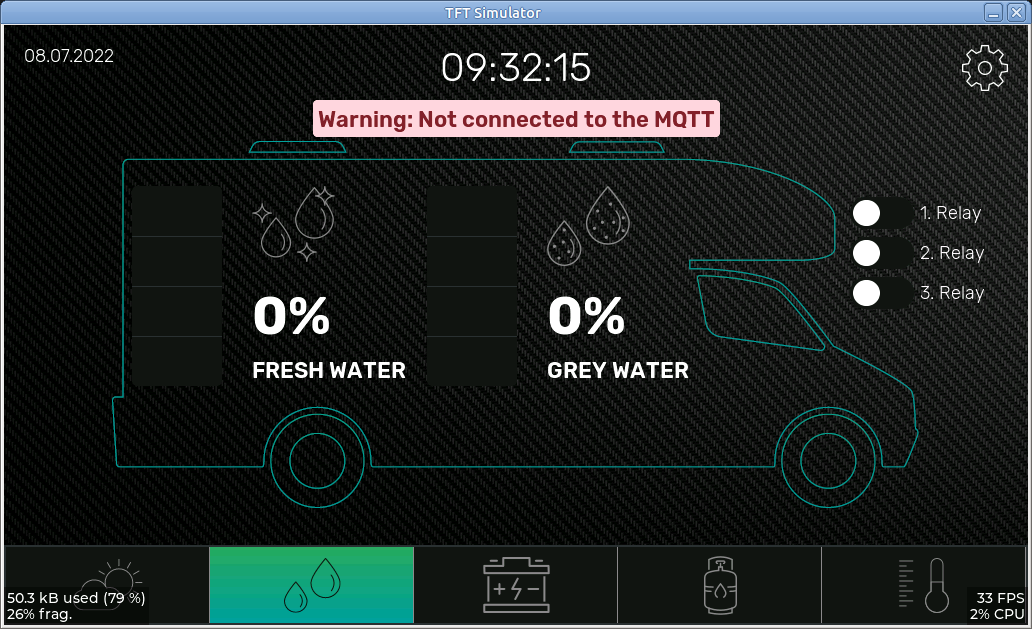 TFT Simulator
08.07.2022
09:32:15
Warning: Not connected to the MQTT
1. Relay
2. Relay
3. Relay
0%
0%
FRESH WATER
GREY WATER
50.3 kB used (79 %)
26% frag.
33 FPS
2% CPU